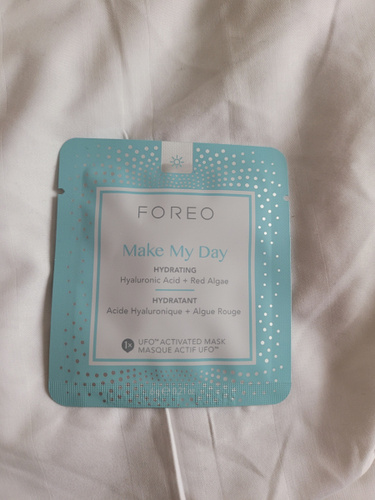 FOREO
Make My Day
HYDRATING
Hyaluronic Acid + Red Algae
HYDRATANT
Acide Hyaluronique + Algue Rouge
1x
UFO™ ACTIVATED MASK
MASQUE ACTIF UFO™